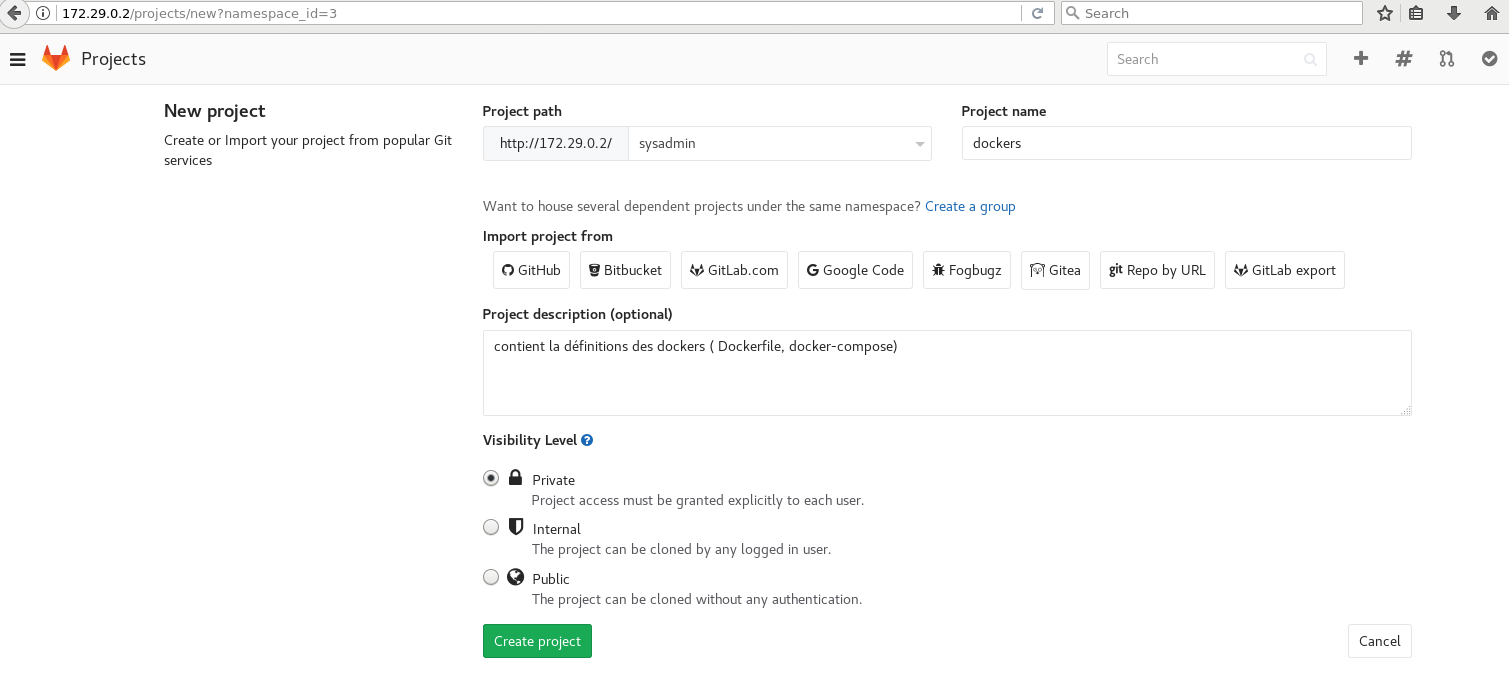 172.29.0.2/projects/new?namespace_id=3
Search
Projects
Search
New project
Create or Import your project from popular Git
services
Project path
Project name
http://172.29.0.2/
sysadmin
dockers
Want to house several dependent projects under the same namespace? Create a group
Import project from
GitHub
Bitbucket
GitLab.com
Google Code
Fogbugz
Gitea
git Repo by URL
GitLab export
Project description (optional)
contient la définitions des dockers ( Dockerfile, docker-compose)
Visibility Level
Private
Project access must be granted explicitly to each user.
Internal
The project can be cloned by any logged in user.
Public
The project can be cloned without any authentication.
Create project
Cancel